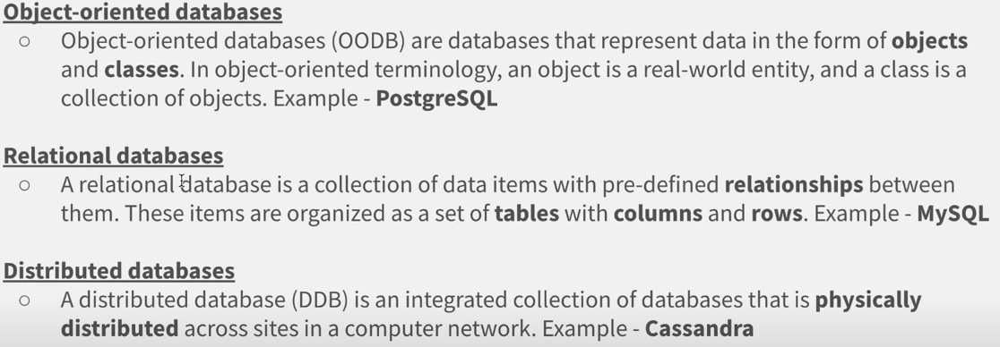 Object-oriented databases
○ Object-oriented databases (OODB) are databases that represent data in the form of objects
and classes. In object-oriented terminology, an object is a real-world entity, and a class is a
collection of objects. Example - PostgreSQL
Relational databases
○ A relational database is a collection of data items with pre-defined relationships between
them. These items are organized as a set of tables with columns and rows. Example - MySQL
Distributed databases
○ A distributed database (DDB) is an integrated collection of databases that is physically
distributed across sites in a computer network. Example - Cassandra